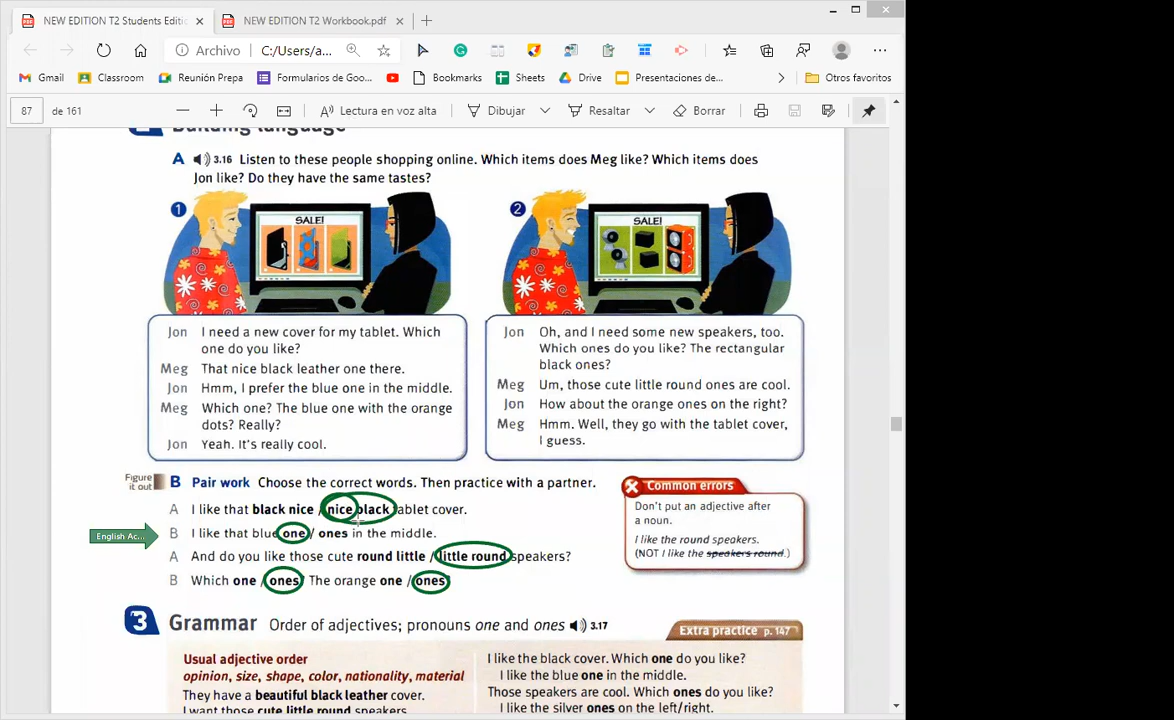 NEW EDITION T2 Students Editi
NEW EDITION T2 Workbook.pdf
Archivo C:/Users/a...
Gmail Classroom Reunión Prepa Formularios de Goo... Bookmarks Sheets Drive Presentaciones de... Otros favoritos
87 de 161 Lectura en voz alta Dibujar Resaltar Borrar
Building language
A 3.16 Listen to these people shopping online. Which items does Meg like? Which items does
Jon like? Do they have the same tastes?
1
SALE!
2
SALE!
Jon I need a new cover for my tablet. Which
one do you like?
Meg That nice black leather one there.
Jon Hmm, I prefer the blue one in the middle.
Meg Which one? The blue one with the orange
dots? Really?
Jon Yeah. It's really cool.
Jon Oh, and I need some new speakers, too.
Which ones do you like? The rectangular
black ones?
Meg Um, those cute little round ones are cool.
Jon How about the orange ones on the right?
Meg Hmm. Well, they go with the tablet cover,
I guess.
Figure
it out
B Pair work Choose the correct words. Then practice with a partner.
A I like that black nice / nice black tablet cover.
English Ac...
B I like that blue one / ones in the middle.
A And do you like those cute round little / little round speakers?
B Which one / ones? The orange one / ones?
Common errors
Don't put an adjective after
a noun.
I like the round speakers.
(NOT I like the speakers round.)
3 Grammar Order of adjectives; pronouns one and ones 3.17
Extra practice p. 147
Usual adjective order
opinion, size, shape, color, nationality, material
They have a beautiful black leather cover.
I want those cute little round speakers.
I like the black cover. Which one do you like?
I like the blue one in the middle.
Those speakers are cool. Which ones do you like?
I like the silver ones on the left/right.